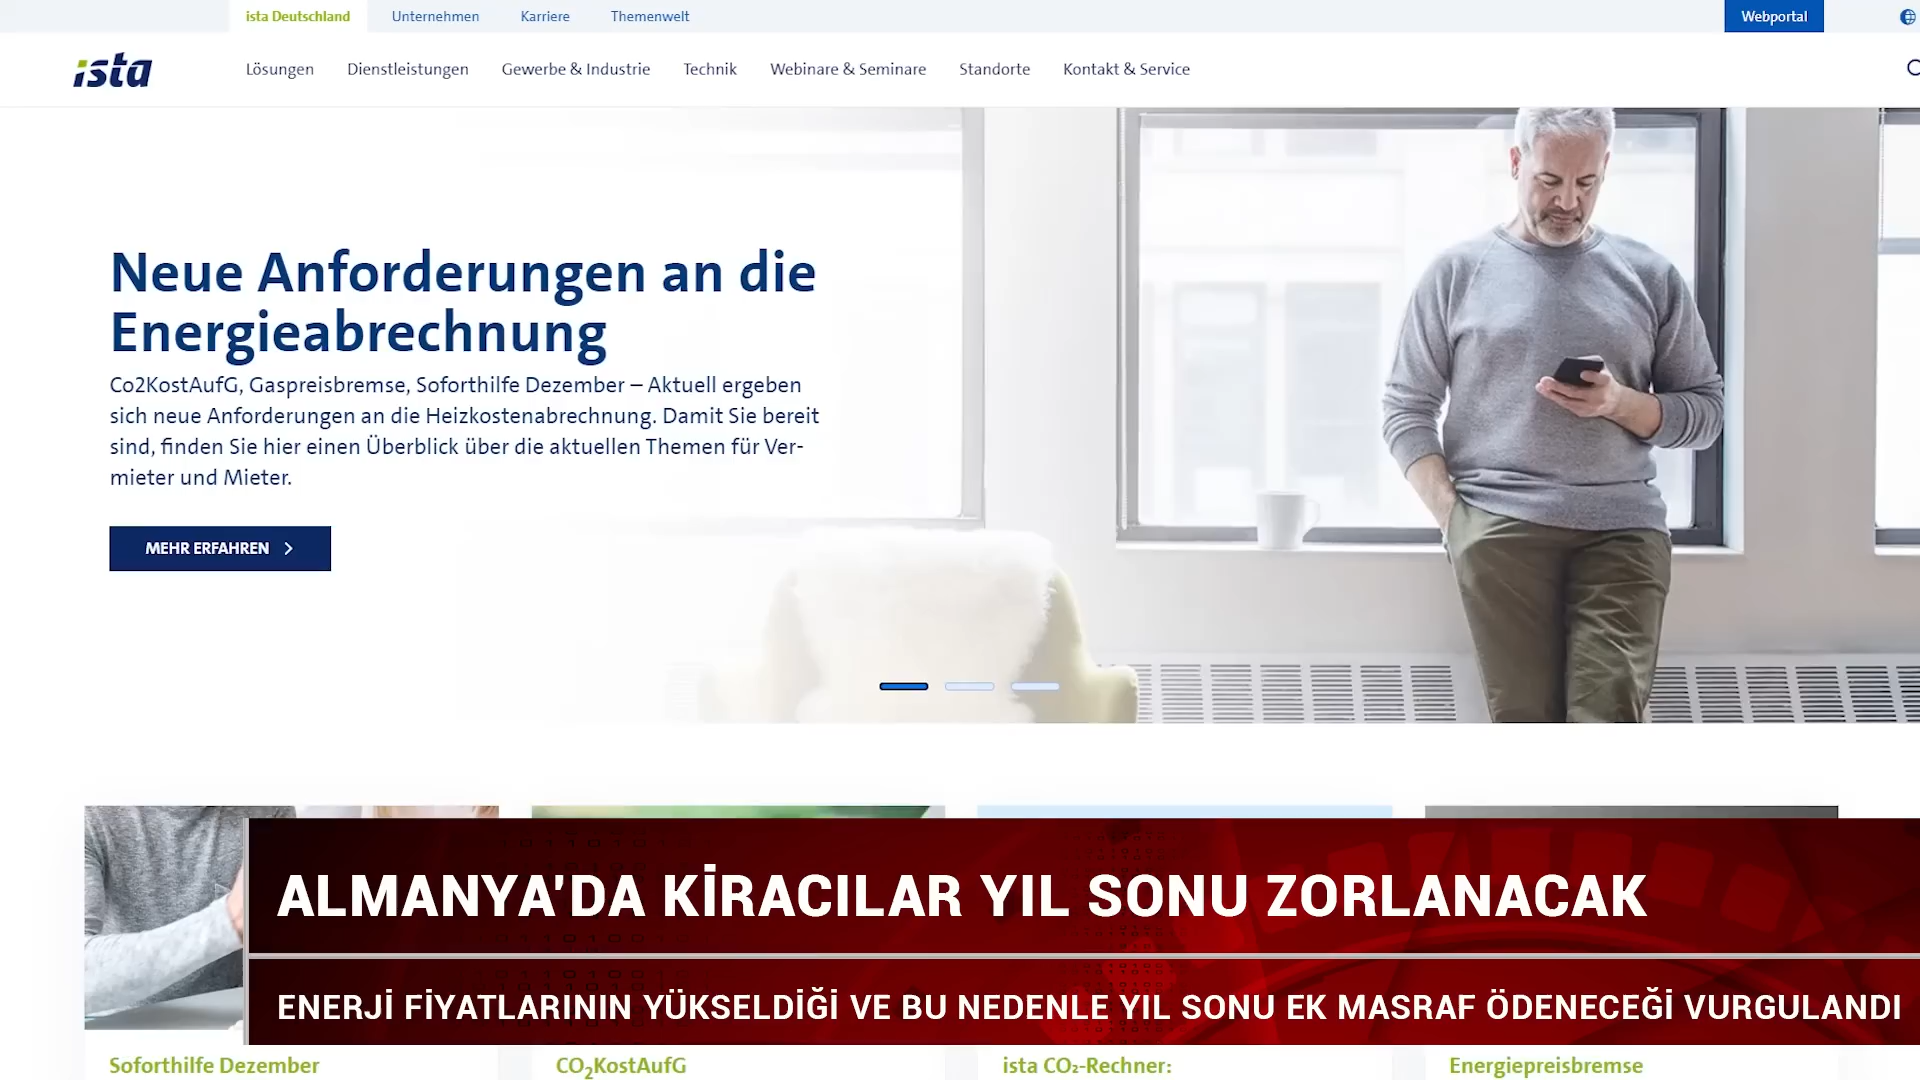 ista Deutschland Unternehmen Karriere Themenwelt Webportal
ista Lösungen Dienstleistungen Gewerbe & Industrie Technik Webinare & Seminare Standorte Kontakt & Service
Neue Anforderungen an die
Energieabrechnung
Co2KostAufG, Gaspreisbremse, Soforthilfe Dezember – Aktuell ergeben
sich neue Anforderungen an die Heizkostenabrechnung. Damit Sie bereit
sind, finden Sie hier einen Überblick über die aktuellen Themen für Ver-
mieter und Mieter.
MEHR ERFAHREN
ALMANYA'DA KİRACILAR YIL SONU ZORLANACAK
ENERJİ FİYATLARININ YÜKSELDİĞİ VE BU NEDENLE YIL SONU EK MASRAF ÖDENECEĞİ VURGULANDI
Soforthilfe Dezember CO₂KostAufG ista CO₂-Rechner: Energiepreisbremse